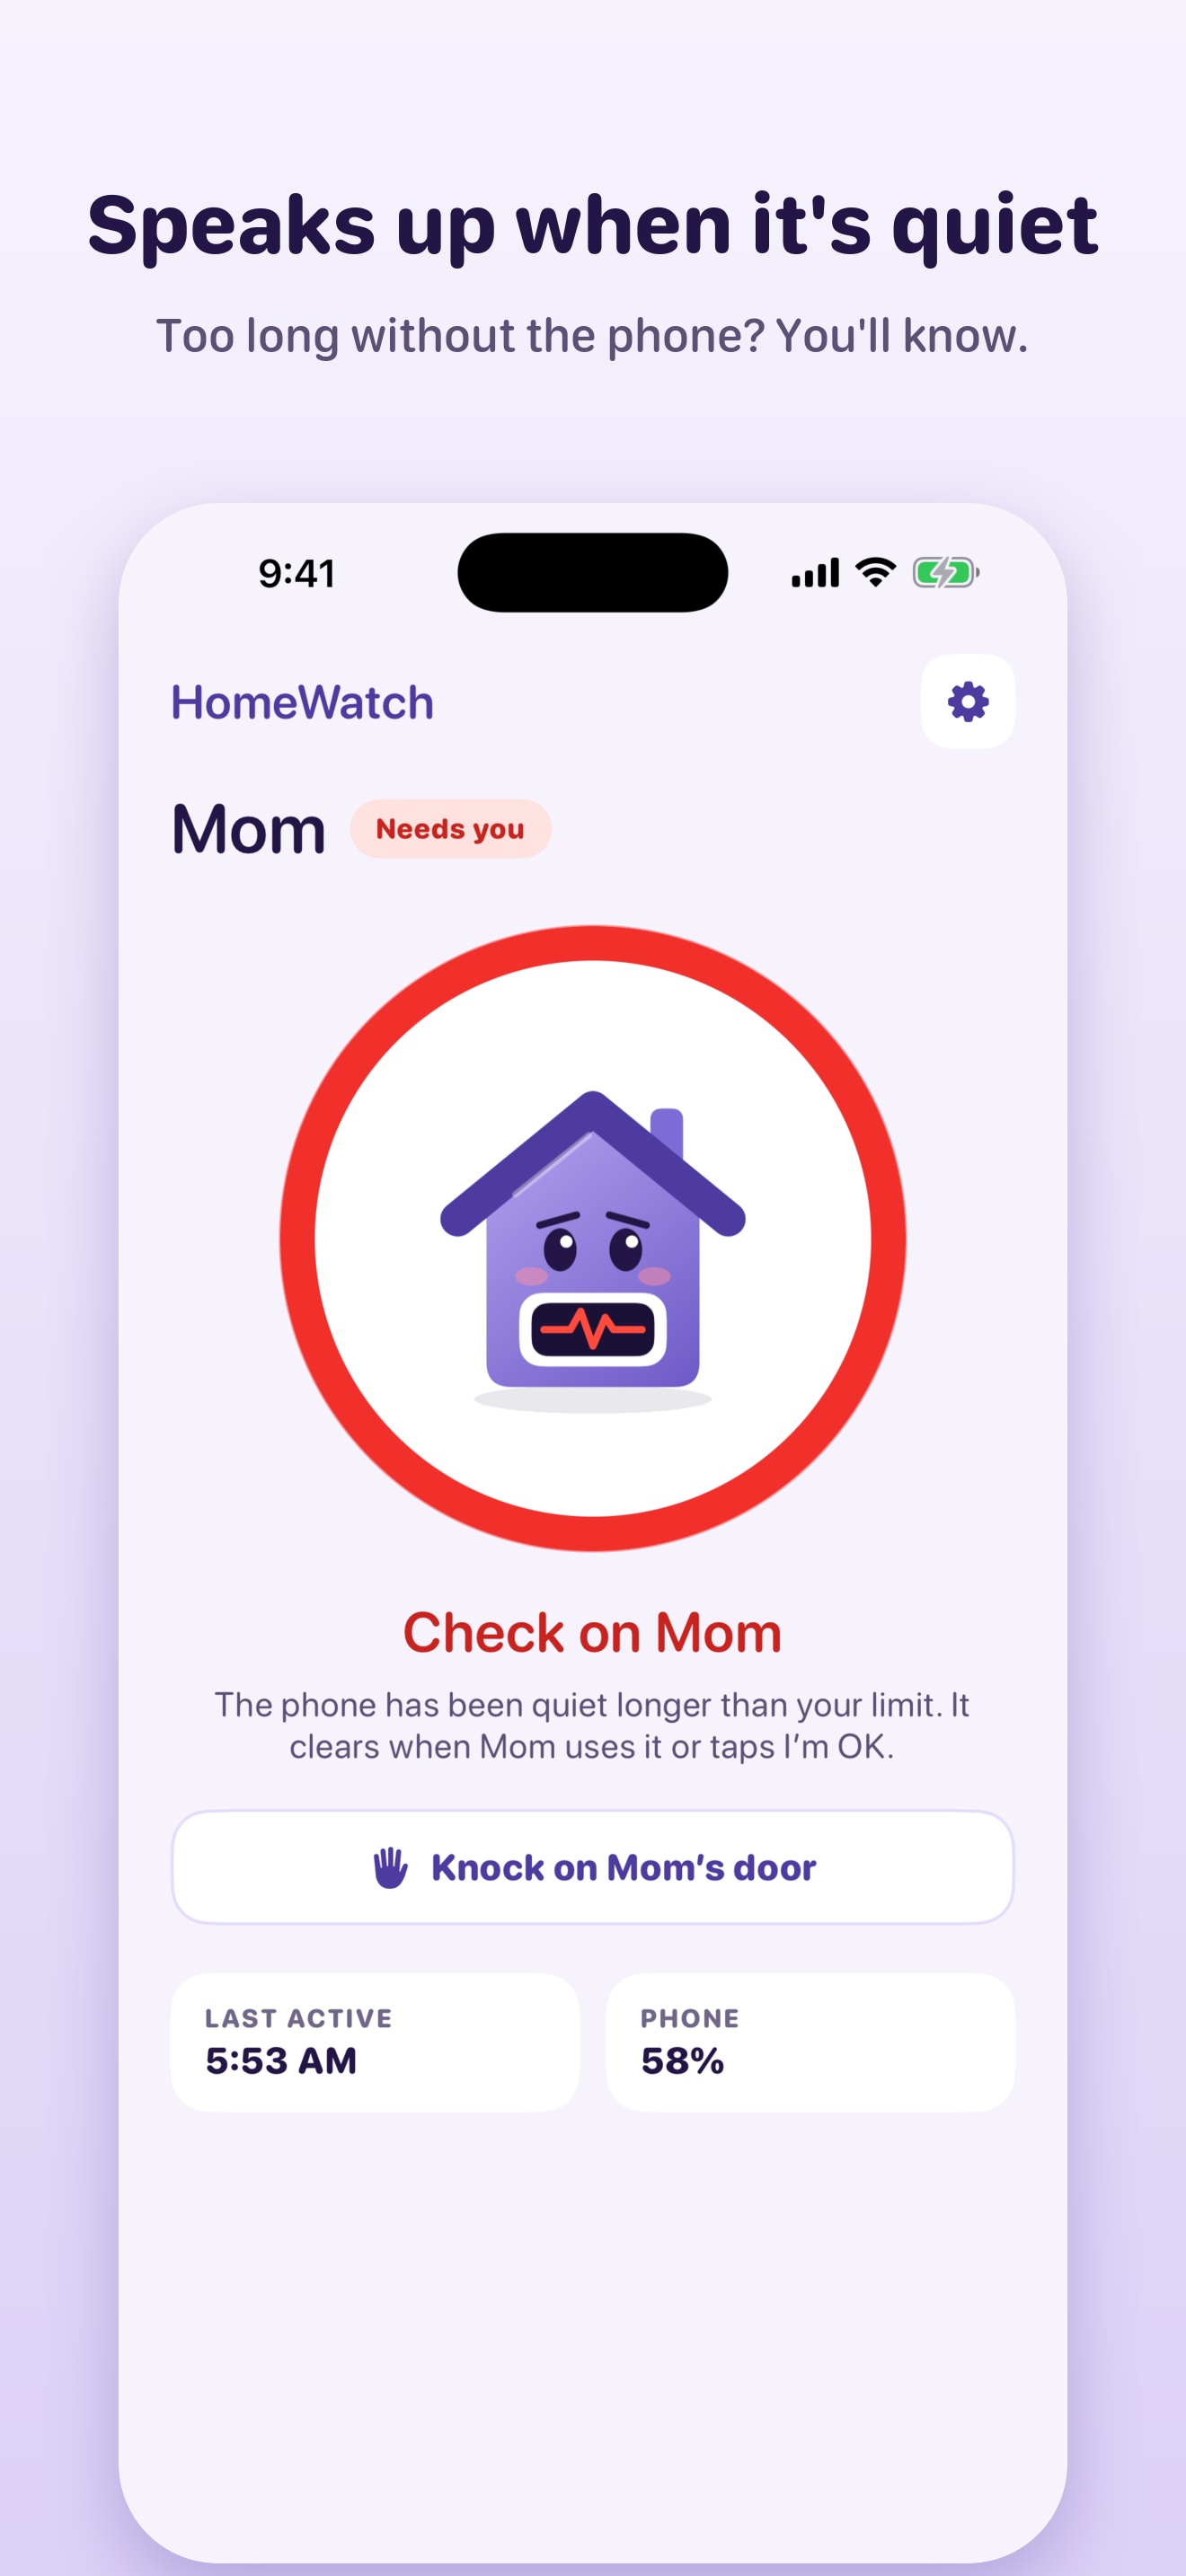 Speaks up when it's quiet
Too long without the phone? You'll know.
9:41
HomeWatch
Mom
Needs you
Check on Mom
The phone has been quiet longer than your limit. It
clears when Mom uses it or taps I’m OK.
Knock on Mom’s door
LAST ACTIVE
5:53 AM
PHONE
58%